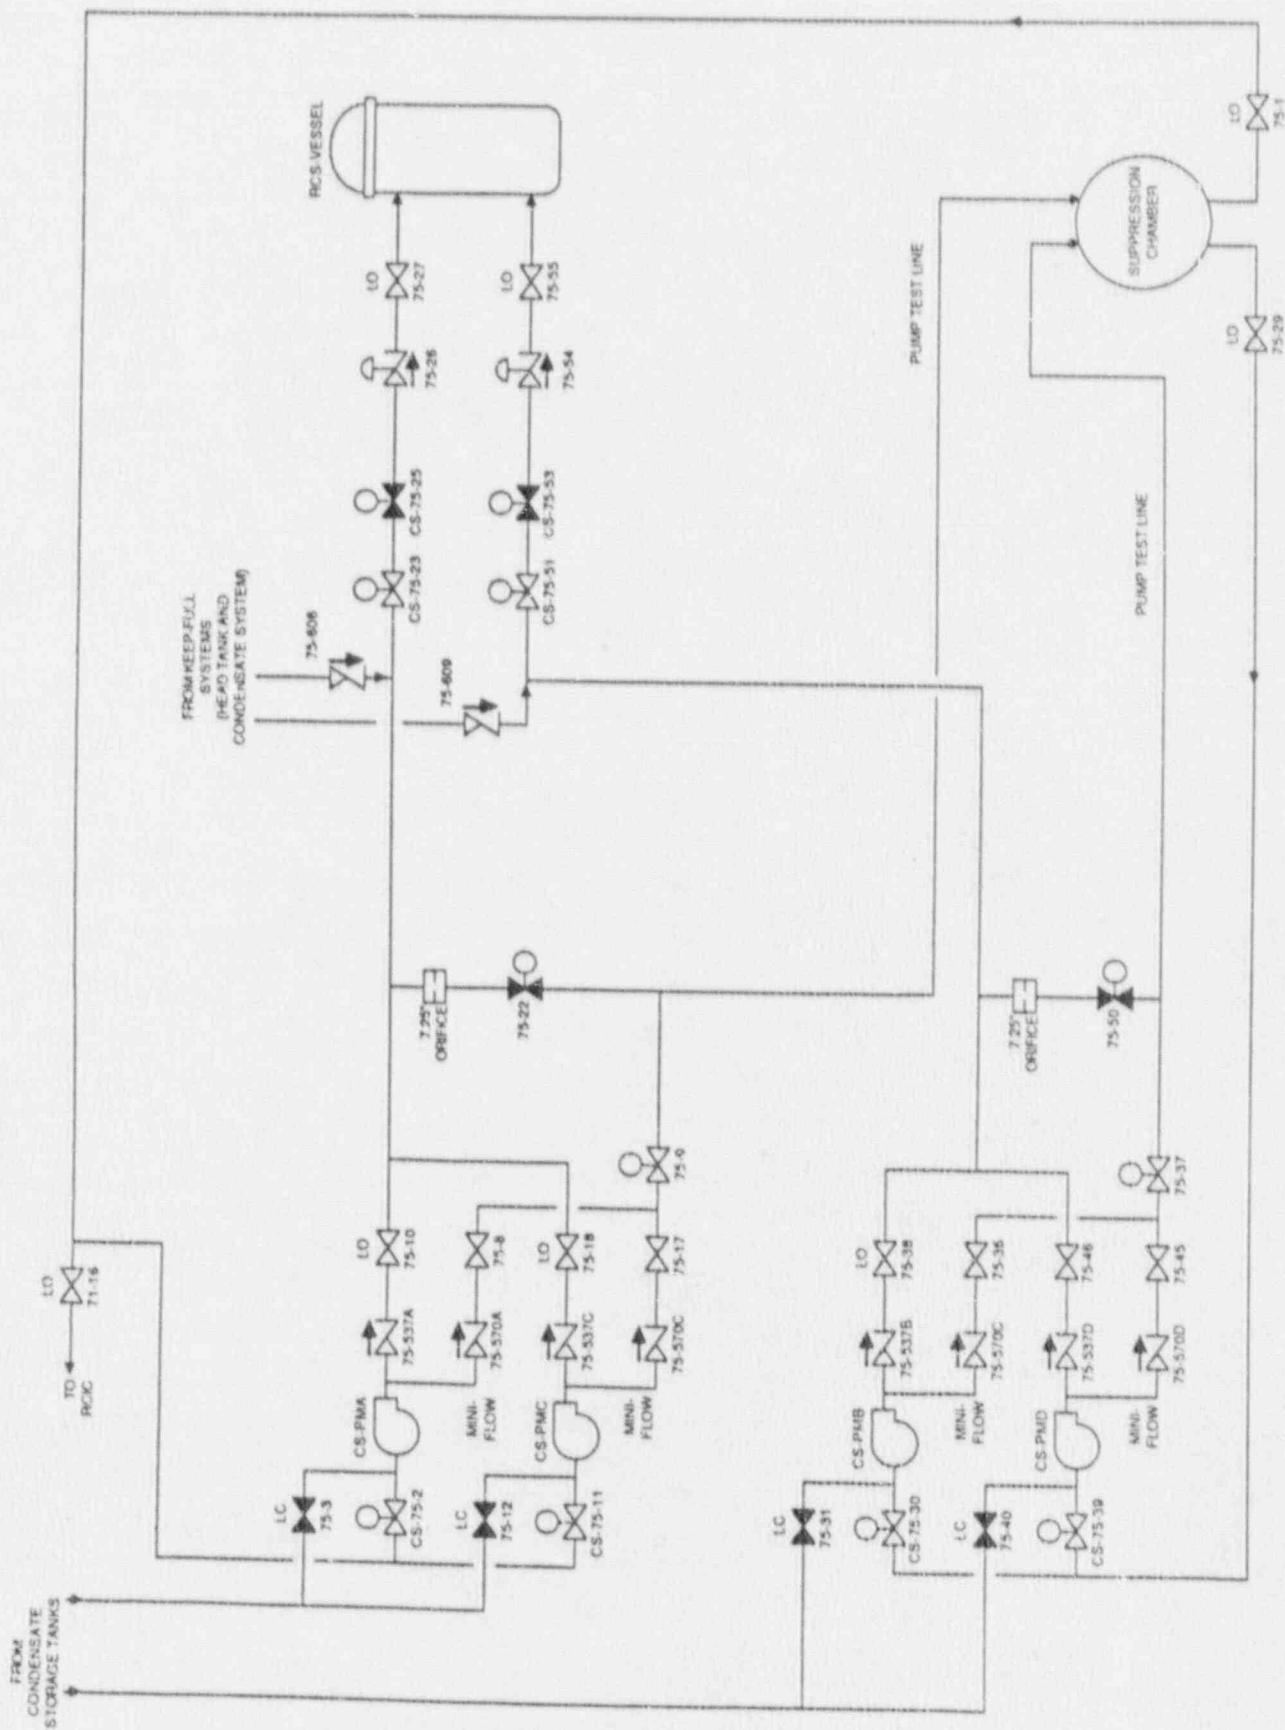 FROM
CONDENSATE
STORAGE TANKS
TO
RCIC
LO
71-16
LC
75-3
CS-75-2
LC
75-12
CS-75-11
CS-PMA
MINI-
FLOW
CS-PMC
MINI-
FLOW
75-537A
75-570A
75-537C
75-570C
LO
75-10
75-8
LO
75-18
75-17
75-9
7.25"
ORIFICE
75-22
LC
75-31
CS-75-30
LC
75-40
CS-75-39
CS-PMB
MINI-
FLOW
CS-PMD
MINI-
FLOW
75-537B
75-570C
75-537D
75-570D
LO
75-38
75-36
75-46
75-45
75-37
7.25"
ORIFICE
75-50
FROM KEEP-FULL
SYSTEMS
(HEAD TANK AND
CONDENSATE SYSTEM)
75-609
CS-75-23
CS-75-51
CS-75-25
CS-75-53
75-26
75-54
LO
75-27
LO
75-55
RCS-VESSEL
PUMP TEST LINE
PUMP TEST LINE
SUPPRESSION
CHAMBER
LO
75-29
LO
75-1